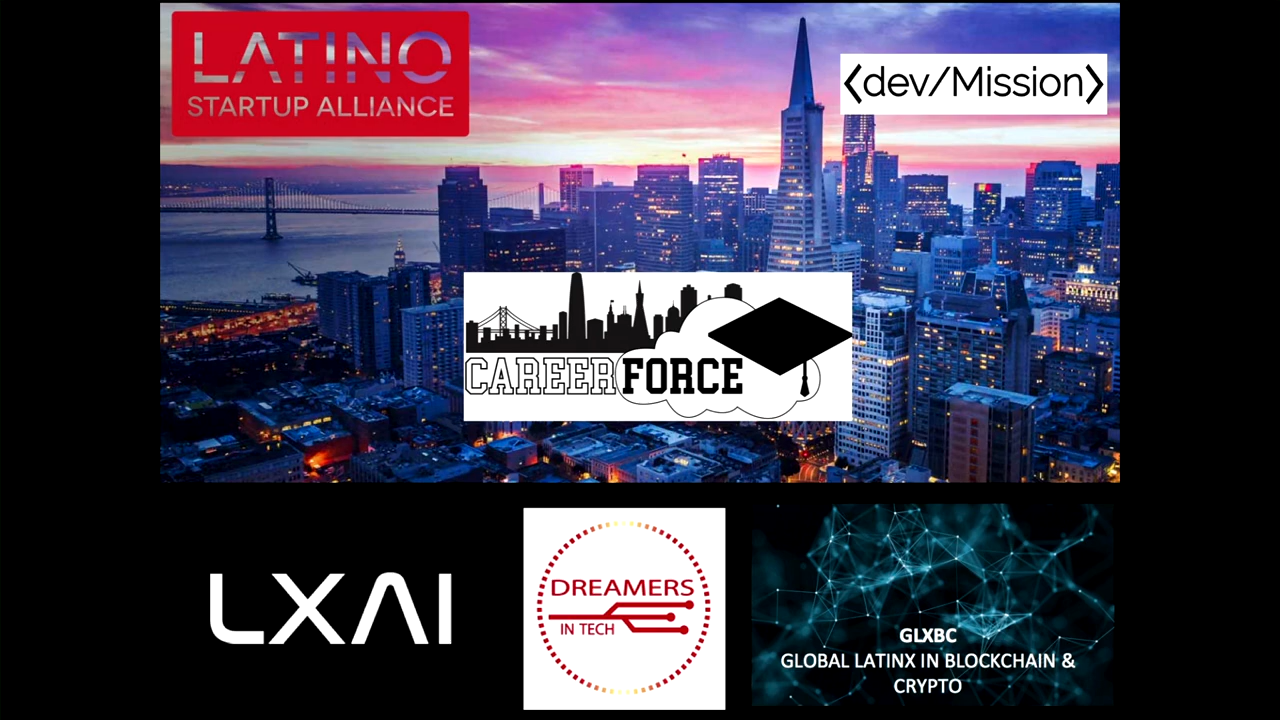 LATINO
STARTUP ALLIANCE
<dev/Mission>
CAREER FORCE
LXAI
DREAMERS
IN TECH
GLXBC
GLOBAL LATINX IN BLOCKCHAIN &
CRYPTO